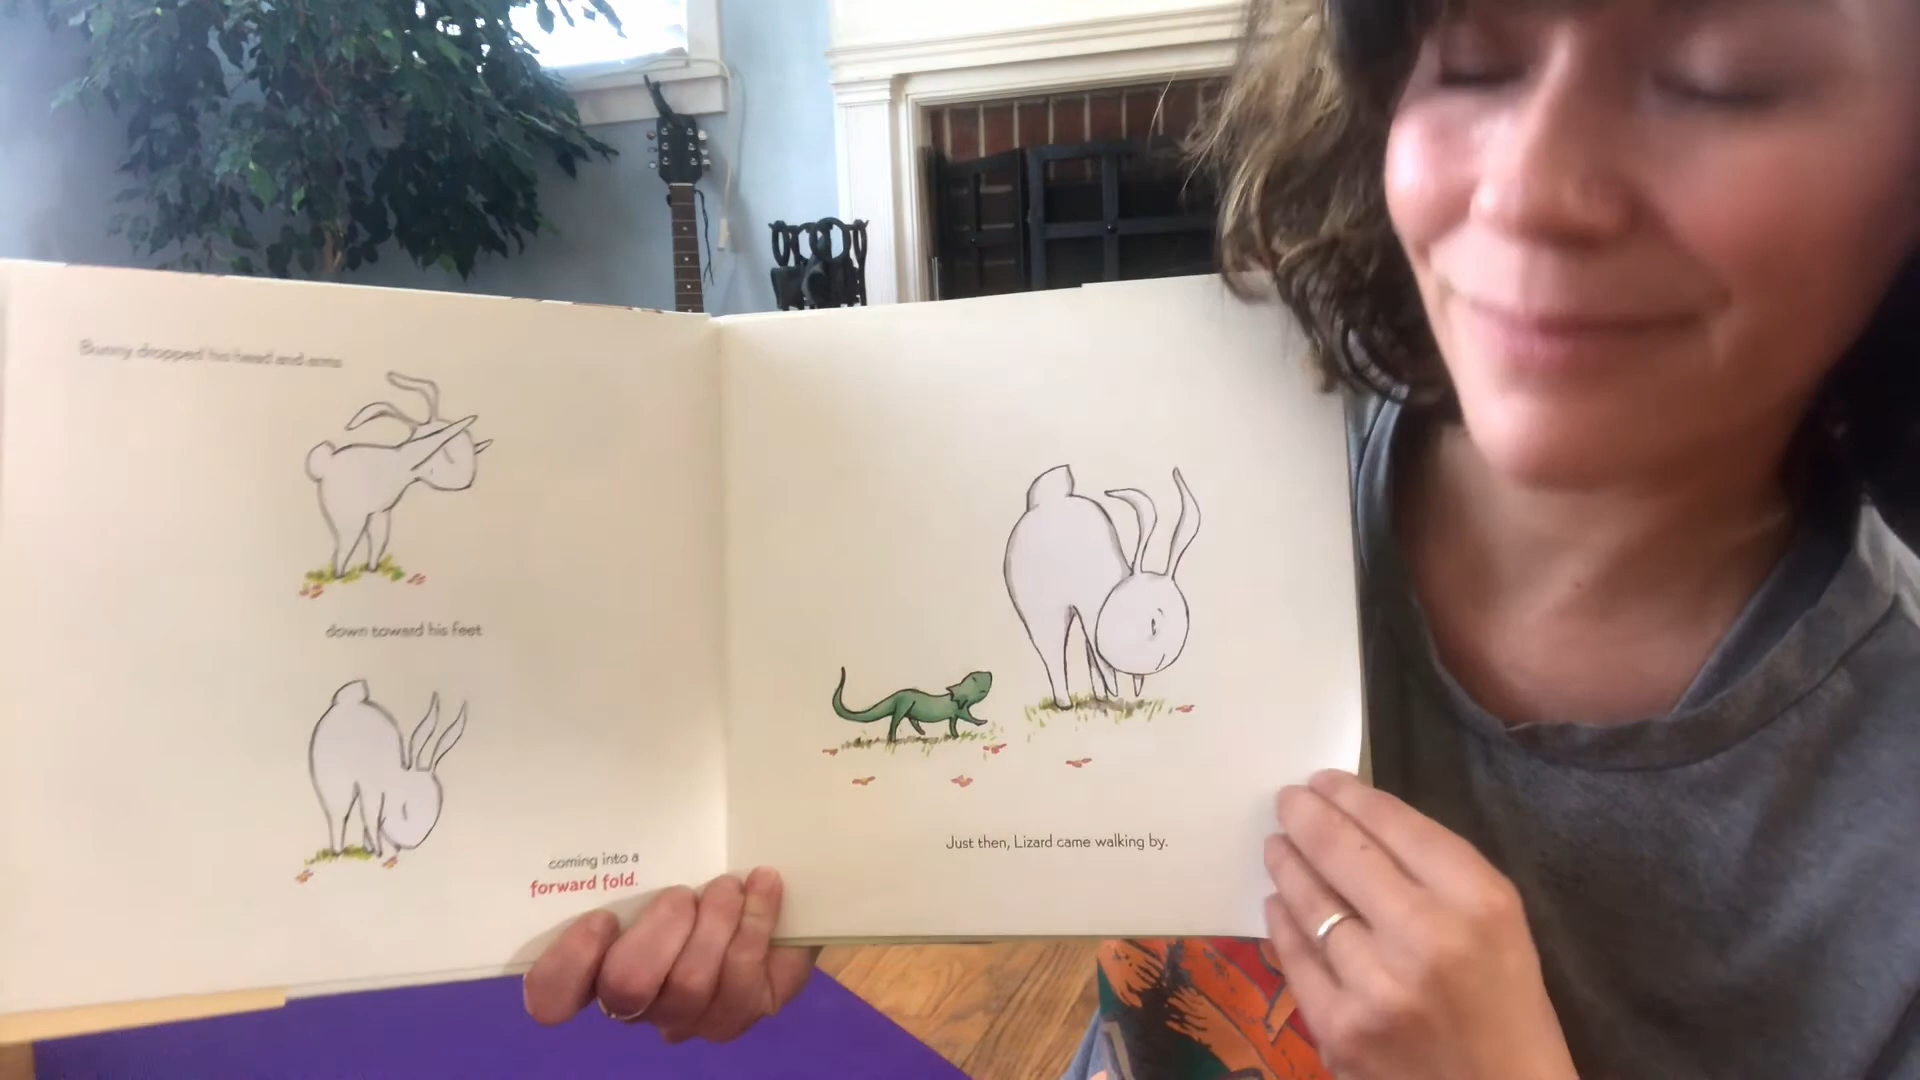 Bunny dropped his head and arms
down toward his feet
coming into a
forward fold.
Just then, Lizard came walking by.